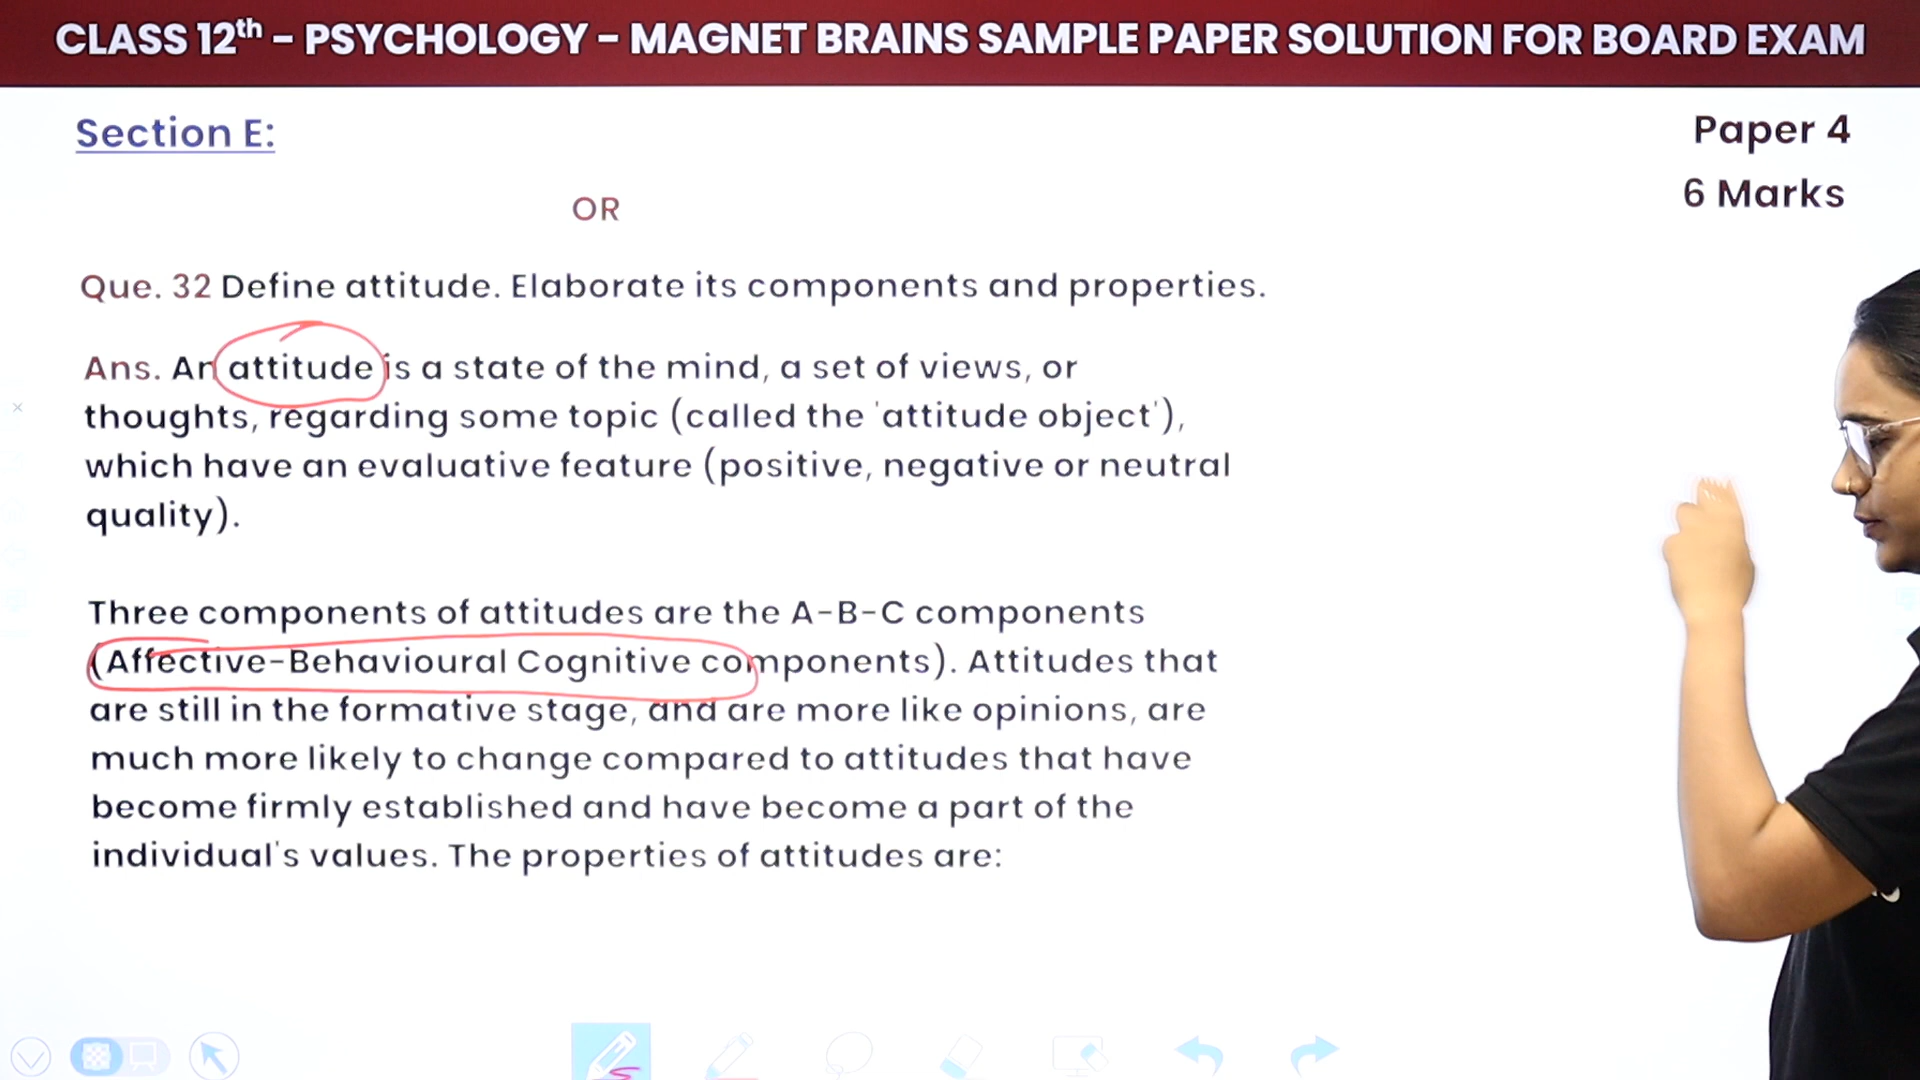 CLASS 12th - PSYCHOLOGY - MAGNET BRAINS SAMPLE PAPER SOLUTION FOR BOARD EXAM
Section E:
Paper 4
6 Marks
OR
Que. 32 Define attitude. Elaborate its components and properties.
Ans. An attitude is a state of the mind, a set of views, or
thoughts, regarding some topic (called the 'attitude object'),
which have an evaluative feature (positive, negative or neutral
quality).
Three components of attitudes are the A-B-C components
(Affective-Behavioural Cognitive components). Attitudes that
are still in the formative stage, and are more like opinions, are
much more likely to change compared to attitudes that have
become firmly established and have become a part of the
individual's values. The properties of attitudes are: